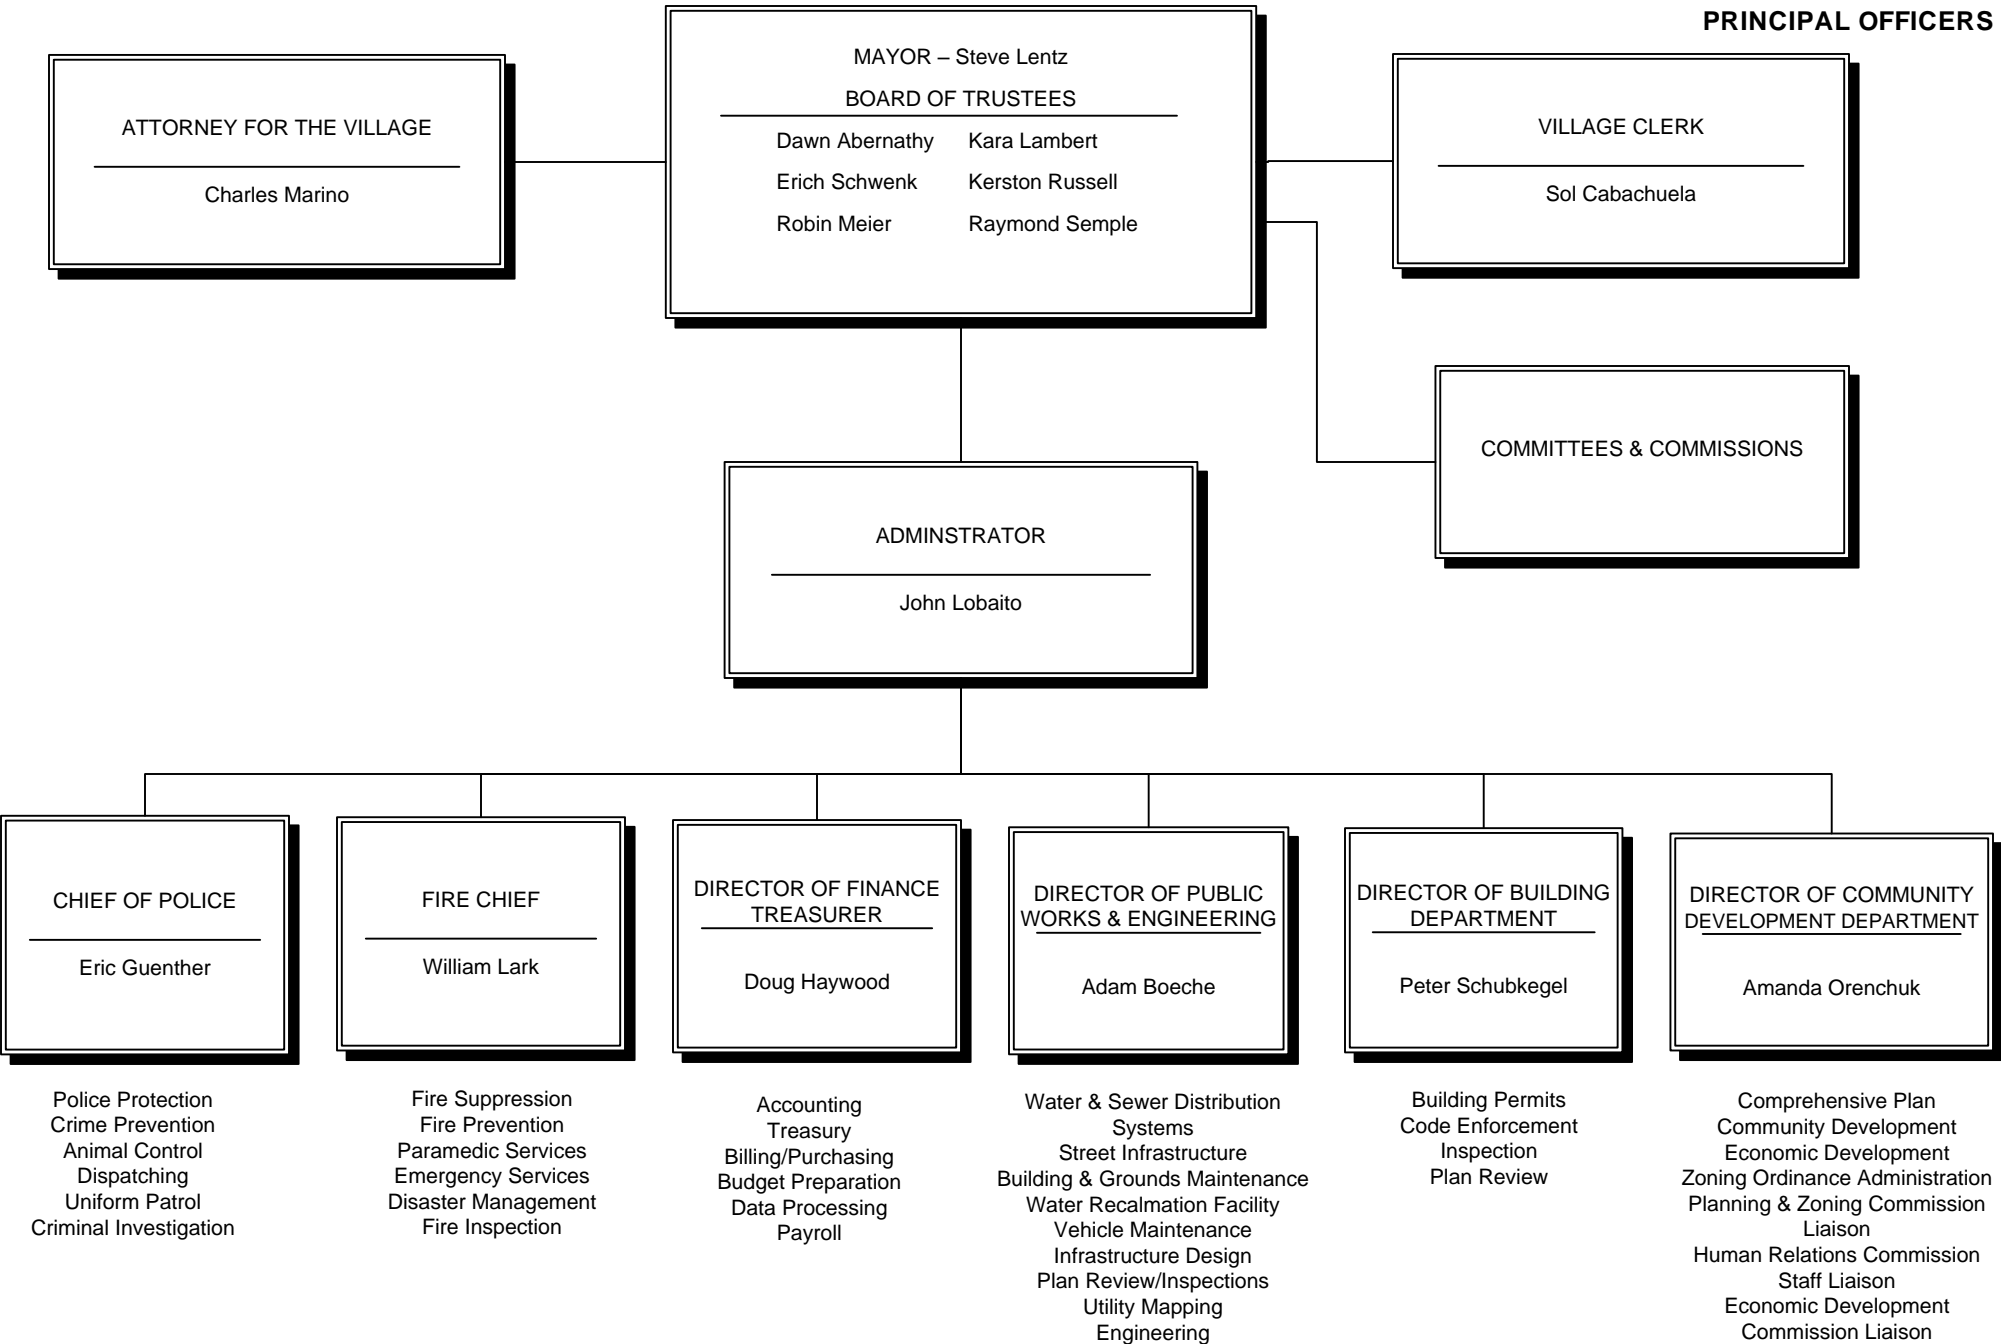 PRINCIPAL OFFICERS
MAYOR – Steve Lentz
BOARD OF TRUSTEES
Dawn Abernathy Kara Lambert
Erich Schwenk Kerston Russell
Robin Meier Raymond Semple
ATTORNEY FOR THE VILLAGE
Charles Marino
VILLAGE CLERK
Sol Cabachuela
COMMITTEES & COMMISSIONS
ADMINSTRATOR
John Lobaito
CHIEF OF POLICE
Eric Guenther
Police Protection
Crime Prevention
Animal Control
Dispatching
Uniform Patrol
Criminal Investigation
FIRE CHIEF
William Lark
Fire Suppression
Fire Prevention
Paramedic Services
Emergency Services
Disaster Management
Fire Inspection
DIRECTOR OF FINANCE
TREASURER
Doug Haywood
Accounting
Treasury
Billing/Purchasing
Budget Preparation
Data Processing
Payroll
DIRECTOR OF PUBLIC
WORKS & ENGINEERING
Adam Boeche
Water & Sewer Distribution
Systems
Street Infrastructure
Building & Grounds Maintenance
Water Recalmation Facility
Vehicle Maintenance
Infrastructure Design
Plan Review/Inspections
Utility Mapping
Engineering
DIRECTOR OF BUILDING
DEPARTMENT
Peter Schubkegel
Building Permits
Code Enforcement
Inspection
Plan Review
DIRECTOR OF COMMUNITY
DEVELOPMENT DEPARTMENT
Amanda Orenchuk
Comprehensive Plan
Community Development
Economic Development
Zoning Ordinance Administration
Planning & Zoning Commission
Liaison
Human Relations Commission
Staff Liaison
Economic Development
Commission Liaison